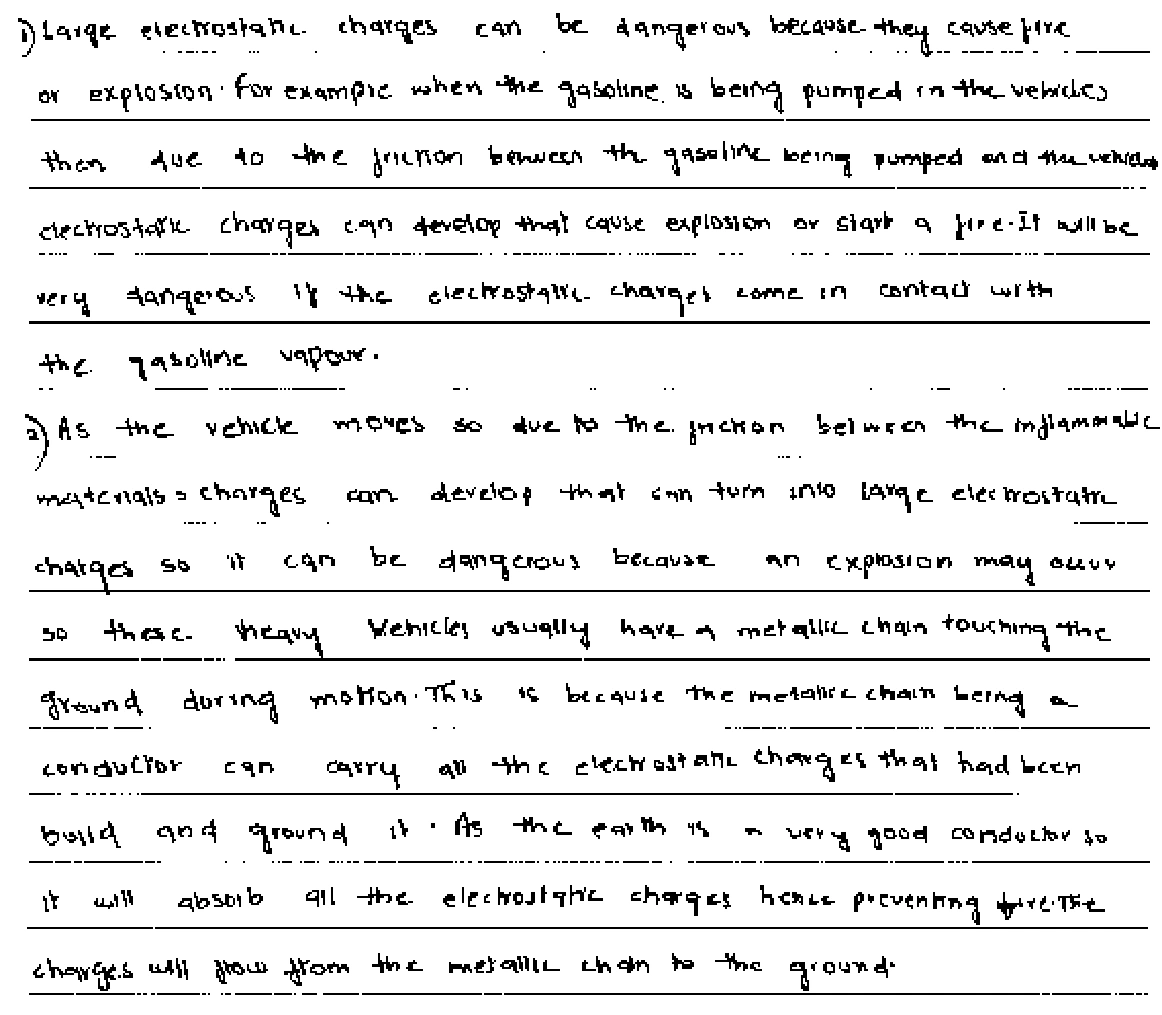 1) Large electrostatic charges can be dangerous because they cause fire
or explosion. For example when the gasoline is being pumped in the vehicles
then due to the friction between the gasoline being pumped and the vehicles
electrostatic charges can develop that cause explosion or start a fire. It will be
very dangerous if the electrostatic charges come in contact with
the gasoline vapour.
2) As the vehicle moves so due to the friction between the inflammable
materials charges can develop that can turn into large electrostatic
charges so it can be dangerous because an explosion may occur
so these heavy vehicles usually have a metallic chain touching the
ground during motion. This is because the metallic chain being a
conductor can carry all the electrostatic charges that had been
build and ground it. As the earth is a very good conductor so
it will absorb all the electrostatic charges hence preventing fire. The
charges will flow from the metallic chain to the ground.